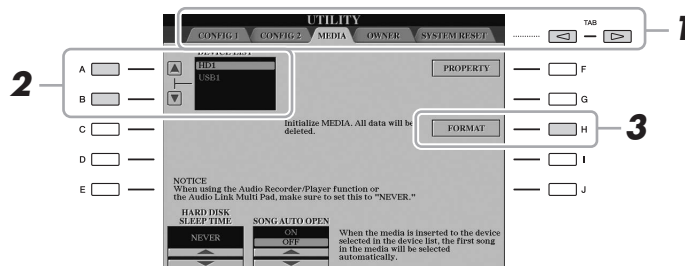 UTILITY
CONFIG 1 CONFIG 2 MEDIA OWNER SYSTEM RESET
TAB
1
DEVICE LIST
HD1
USB1
2
A
B
C
D
E
PROPERTY
F
G
Initialize MEDIA. All data will be
deleted.
FORMAT
H
3
I
J
NOTICE
When using the Audio Recorder/Player function or
the Audio Link Multi Pad, make sure to set this to "NEVER."
HARD DISK
SLEEP TIME
NEVER
SONG AUTO OPEN
ON
OFF
When the media is inserted to the device
selected in the device list, the first song
in the media will be selected
automatically.